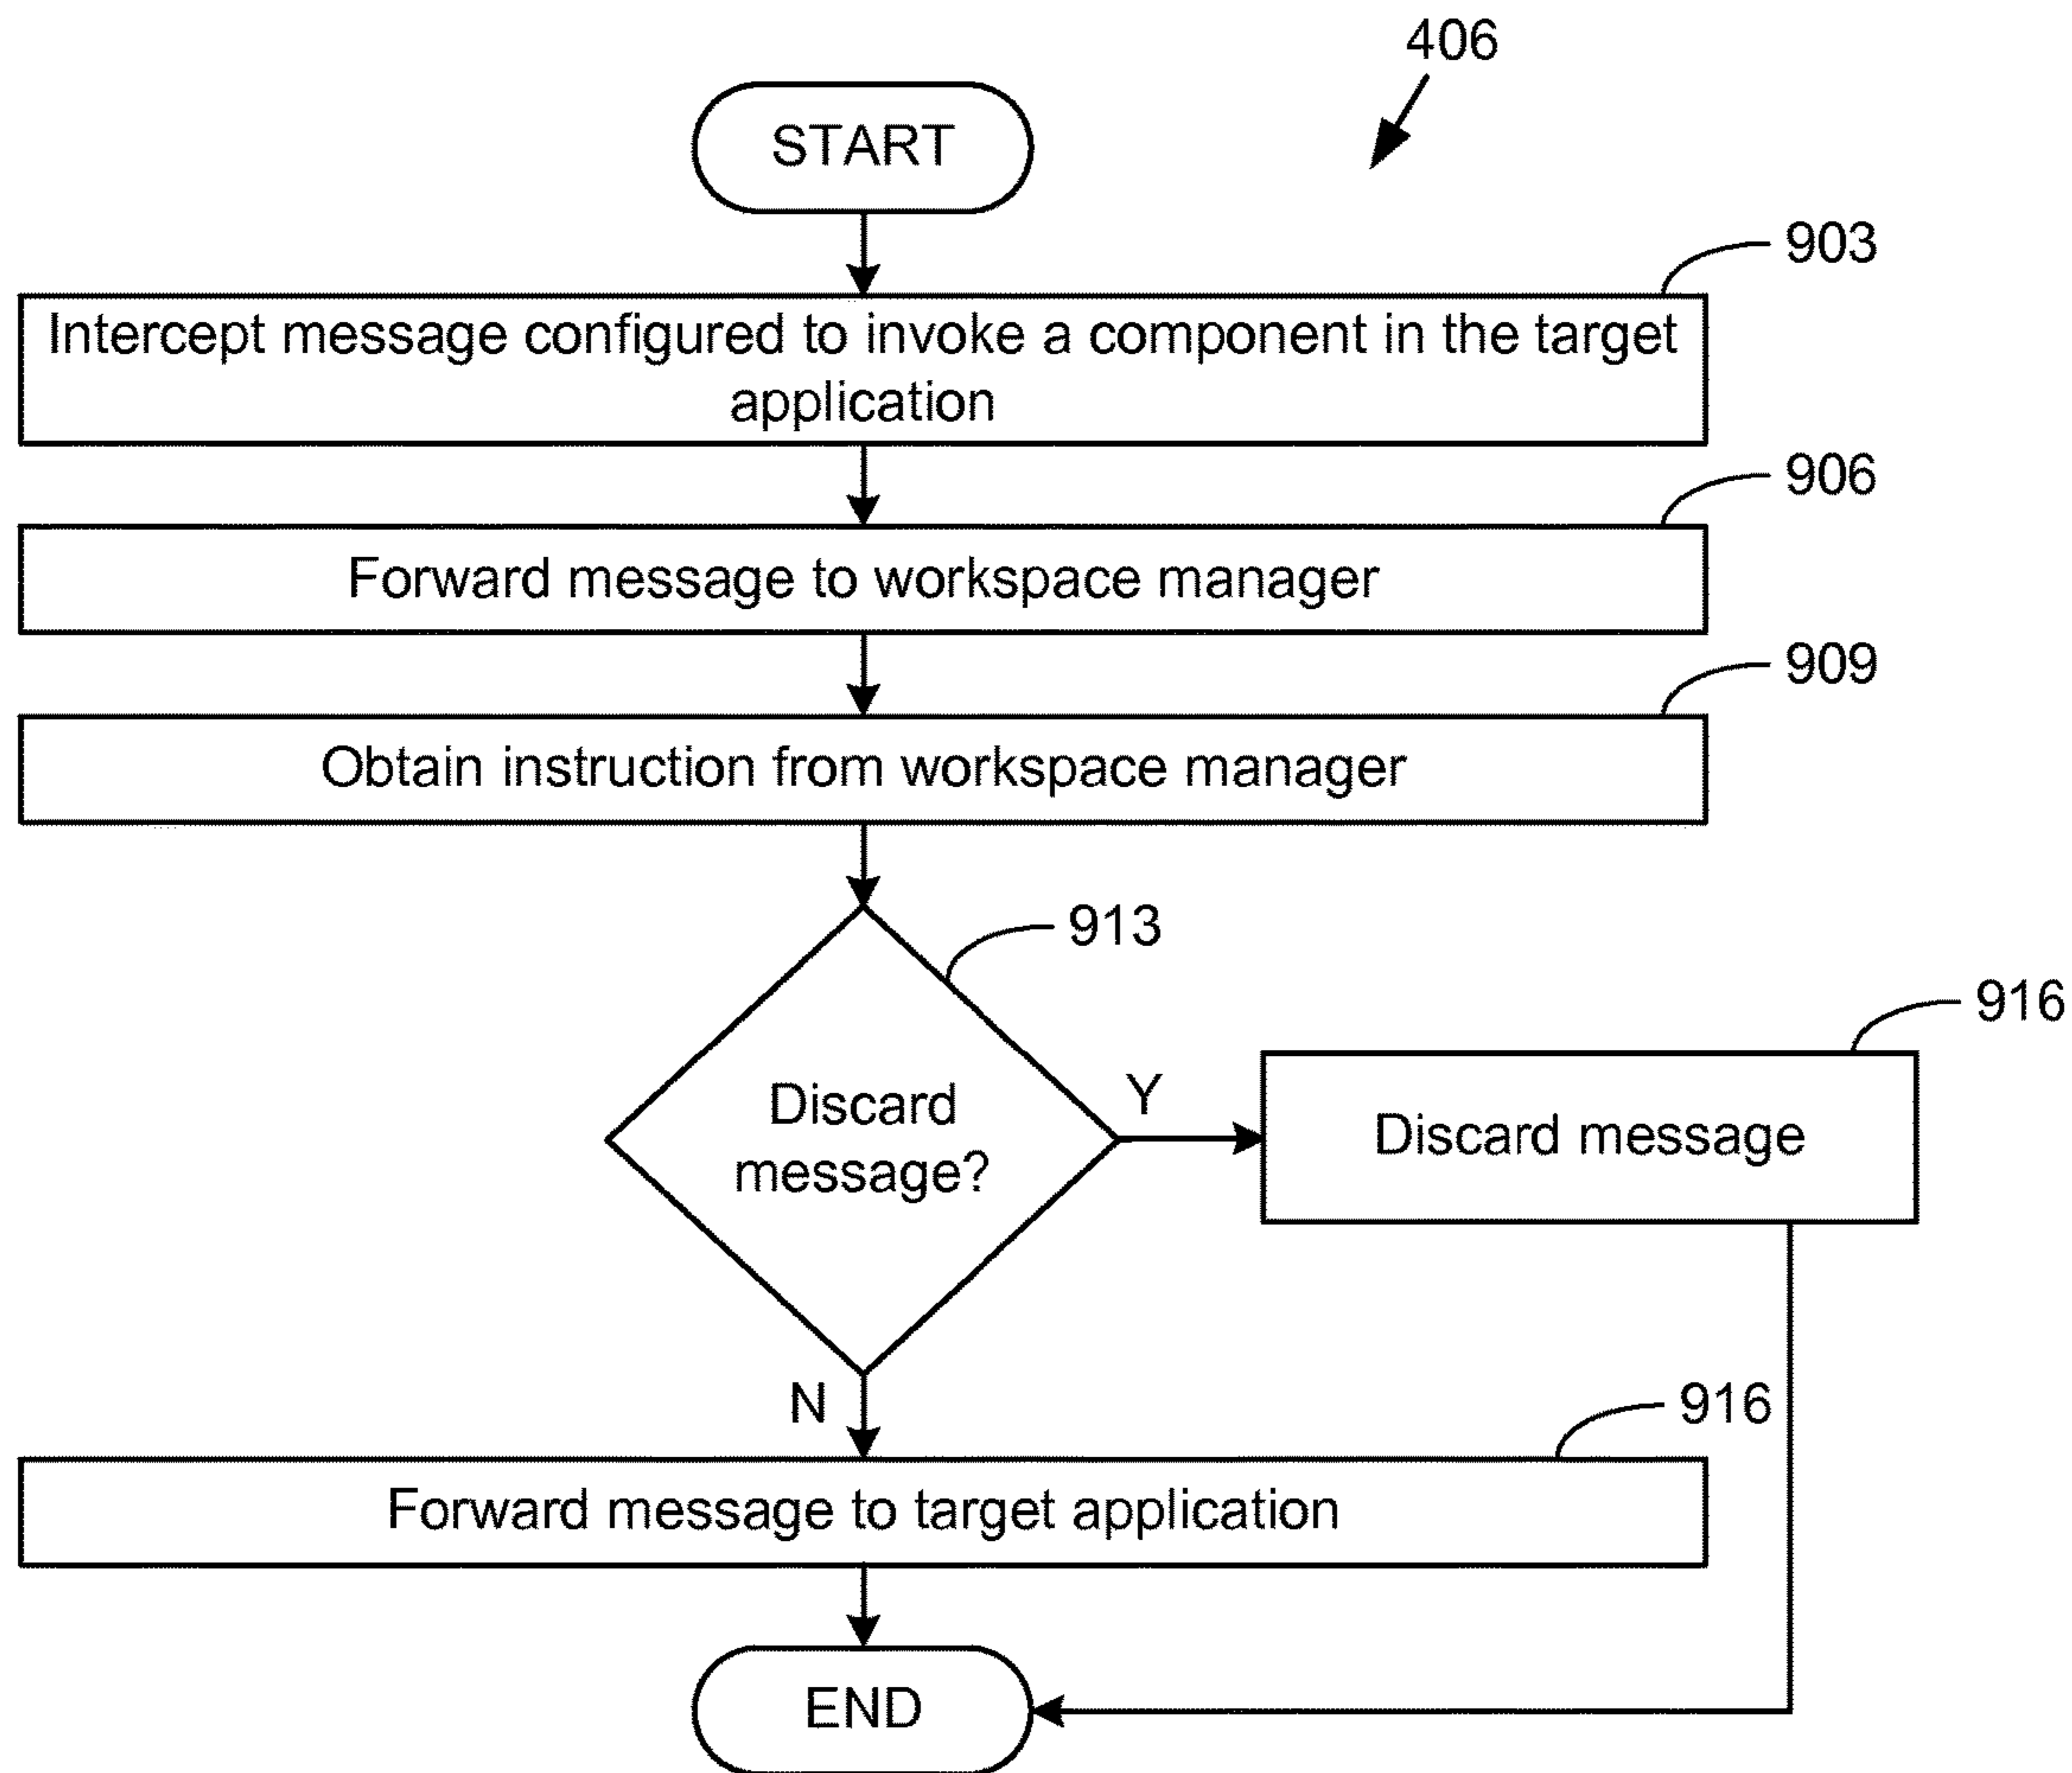 406
START
903
Intercept message configured to invoke a component in the target
application
906
Forward message to workspace manager
909
Obtain instruction from workspace manager
913
Discard
message?
Y
916
Discard message
N
916
Forward message to target application
END